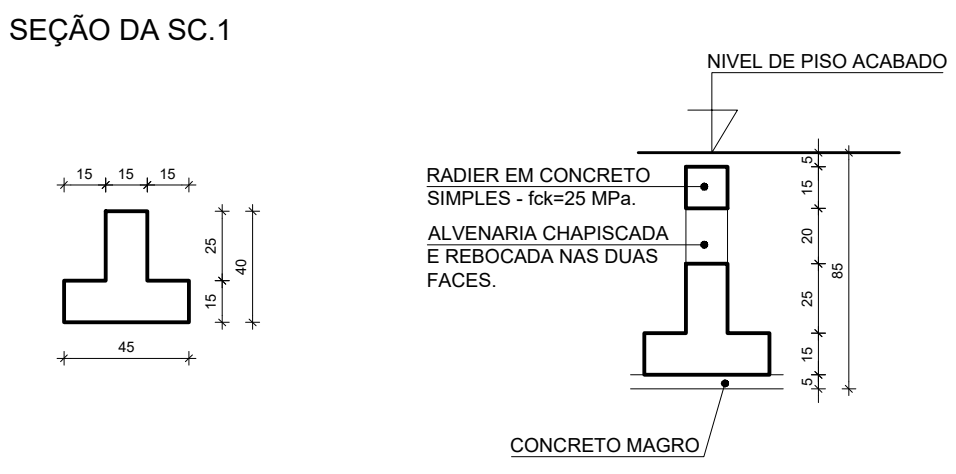 SEÇÃO DA SC.1
NIVEL DE PISO ACABADO
15 15 15
25
15
40
45
RADIER EM CONCRETO
SIMPLES - fck=25 MPa.
ALVENARIA CHAPISCADA
E REBOCADA NAS DUAS
FACES.
5
15
20
25
15
5
85
CONCRETO MAGRO